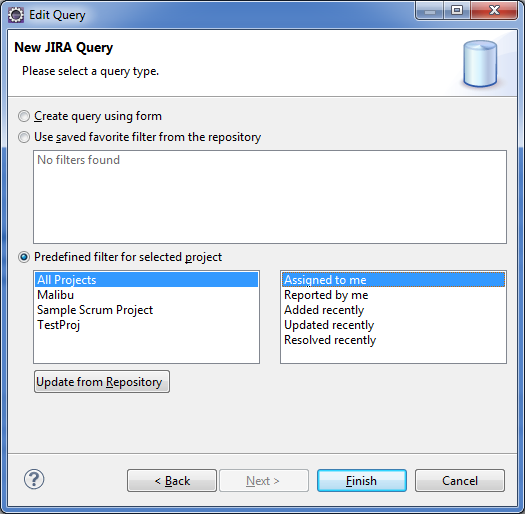 Edit Query
New JIRA Query
Please select a query type.
Create query using form
Use saved favorite filter from the repository
No filters found
Predefined filter for selected project
All Projects
Malibu
Sample Scrum Project
TestProj
Assigned to me
Reported by me
Added recently
Updated recently
Resolved recently
Update from Repository
? < Back Next > Finish Cancel